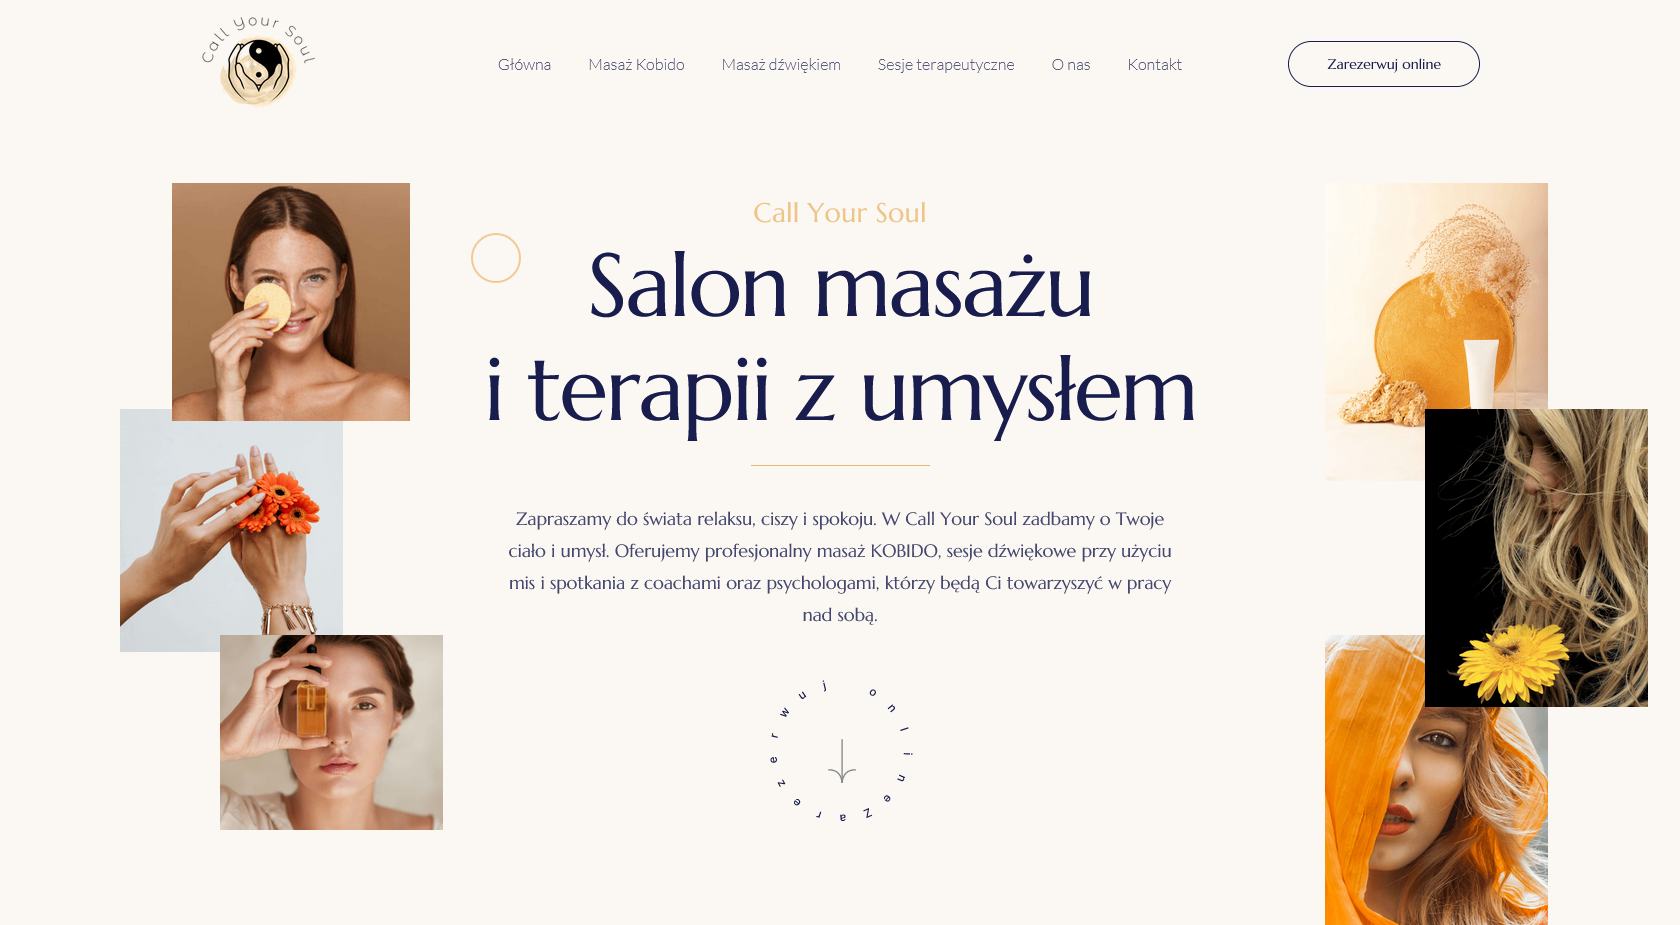 Call Your Soul
Główna
Masaż Kobido
Masaż dźwiękiem
Sesje terapeutyczne
O nas
Kontakt
Zarezerwuj online
Call Your Soul
Salon masażu
i terapii z umysłem
Zapraszamy do świata relaksu, ciszy i spokoju. W Call Your Soul zadbamy o Twoje
ciało i umysł. Oferujemy profesjonalny masaż KOBIDO, sesje dźwiękowe przy użyciu
mis i spotkania z coachami oraz psychologami, którzy będą Ci towarzyszyć w pracy
nad sobą.
Zarezerwuj online